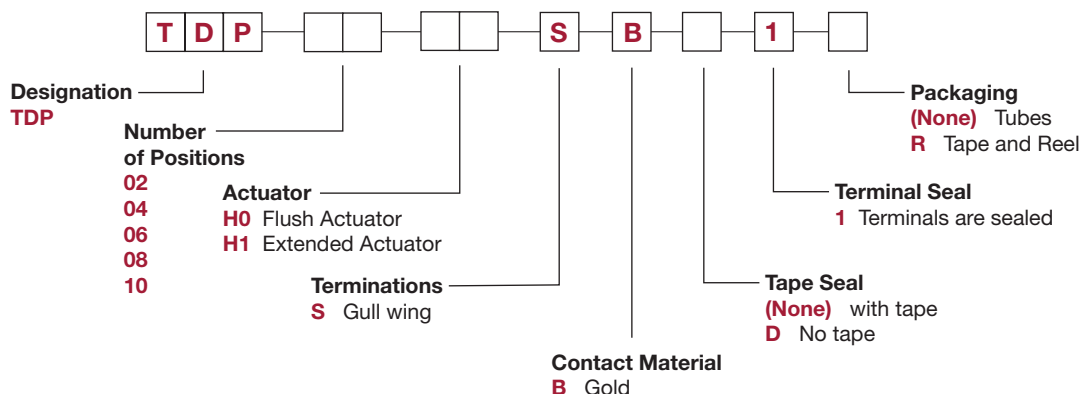 T D P S B 1
Designation
TDP
Number
of Positions
02
04
06
08
10
Actuator
H0 Flush Actuator
H1 Extended Actuator
Terminations
S Gull wing
Contact Material
B Gold
Tape Seal
(None) with tape
D No tape
Terminal Seal
1 Terminals are sealed
Packaging
(None) Tubes
R Tape and Reel